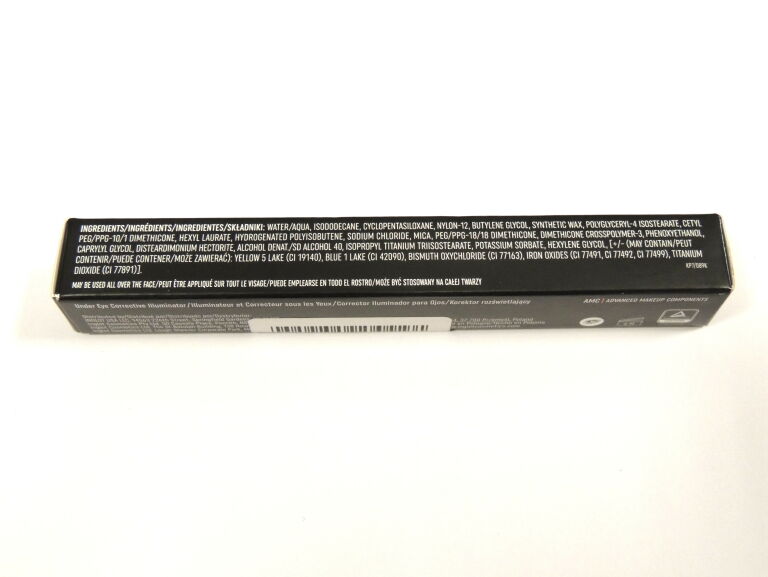 INGREDIENTS/INGRÉDIENTS/INGREDIENTES/SKŁADNIKI: WATER/AQUA, ISODODECANE, CYCLOPENTASILOXANE, NYLON-12, BUTYLENE GLYCOL, SYNTHETIC WAX, POLYGLYCERYL-4 ISOSTEARATE, CETYL
PEG/PPG-10/1 DIMETHICONE, HEXYL LAURATE, HYDROGENATED POLYISOBUTENE, SODIUM CHLORIDE, MICA, PEG/PPG-18/18 DIMETHICONE, DIMETHICONE CROSSPOLYMER-3, PHENOXYETHANOL,
CAPRYLYL GLYCOL, DISTEARDIMONIUM HECTORITE, ALCOHOL DENAT./SD ALCOHOL 40, ISOPROPYL TITANIUM TRIISOSTEARATE, POTASSIUM SORBATE, HEXYLENE GLYCOL, [+/- (MAY CONTAIN/PEUT
CONTENIR/PUEDE CONTENER/MOŻE ZAWIERAĆ): YELLOW 5 LAKE (CI 19140), BLUE 1 LAKE (CI 42090), BISMUTH OXYCHLORIDE (CI 77163), IRON OXIDES (CI 77491, CI 77492, CI 77499), TITANIUM
DIOXIDE (CI 77891)].
MAY BE USED ALL OVER THE FACE/PEUT ÊTRE APPLIQUÉ SUR TOUT LE VISAGE/PUEDE EMPLEARSE EN TODO EL ROSTRO/MOŻE BYĆ STOSOWANY NA CAŁEJ TWARZY
Under Eye Corrective Illuminator/Illuminateur et Correcteur sous les Yeux/Corrector Iluminador para Ojos/Korektor rozświetlający
AMC | ADVANCED MAKEUP COMPONENTS